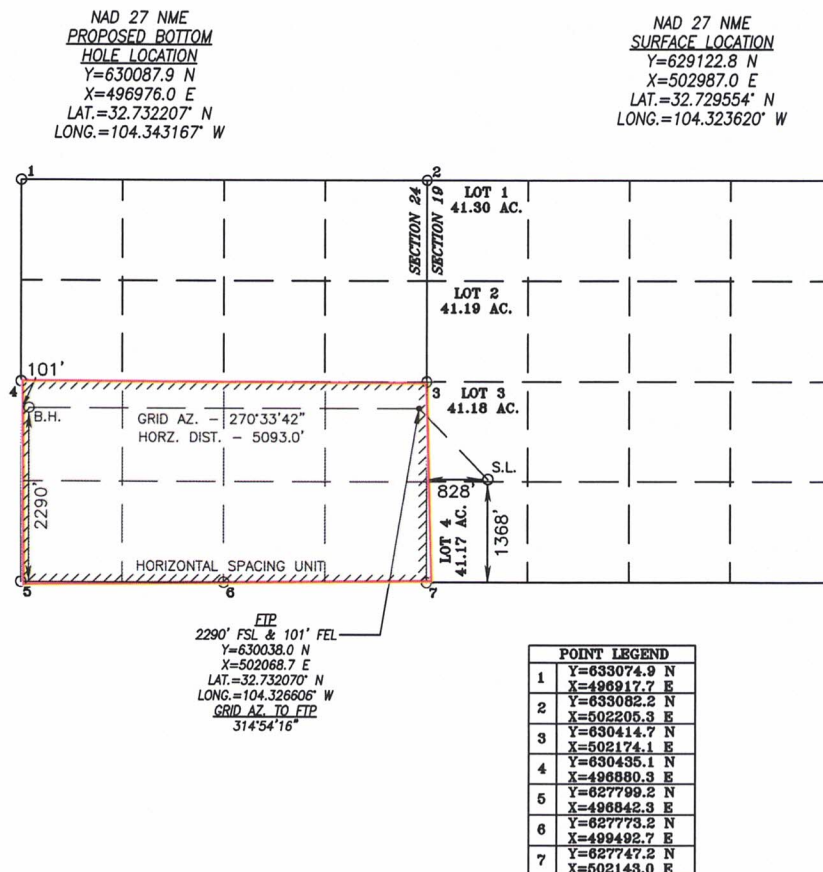 NAD 27 NME
PROPOSED BOTTOM
HOLE LOCATION
Y=630087.9 N
X=496976.0 E
LAT.=32.732207° N
LONG.=104.343167° W
NAD 27 NME
SURFACE LOCATION
Y=629122.8 N
X=502987.0 E
LAT.=32.729554° N
LONG.=104.323620° W
1
2
SECTION 24
SECTION 19
LOT 1
41.30 AC.
LOT 2
41.19 AC.
4
101'
3
LOT 3
41.18 AC.
B.H.
GRID AZ. - 270°33'42"
HORZ. DIST. - 5093.0'
S.L.
2290'
828'
LOT 4
41.17 AC.
1368'
HORIZONTAL SPACING UNIT
5
6
7
FTP
2290' FSL & 101' FEL
Y=630038.0 N
X=502068.7 E
LAT.=32.732070° N
LONG.=104.326606° W
GRID AZ. TO FTP
314°54'16"
POINT LEGEND
1 Y=633074.9 N
X=496917.7 E
2 Y=633082.2 N
X=502205.3 E
3 Y=630414.7 N
X=502174.1 E
4 Y=630435.1 N
X=496880.3 E
5 Y=627799.2 N
X=496842.3 E
6 Y=627773.2 N
X=499492.7 E
7 Y=627747.2 N
X=502143.0 E